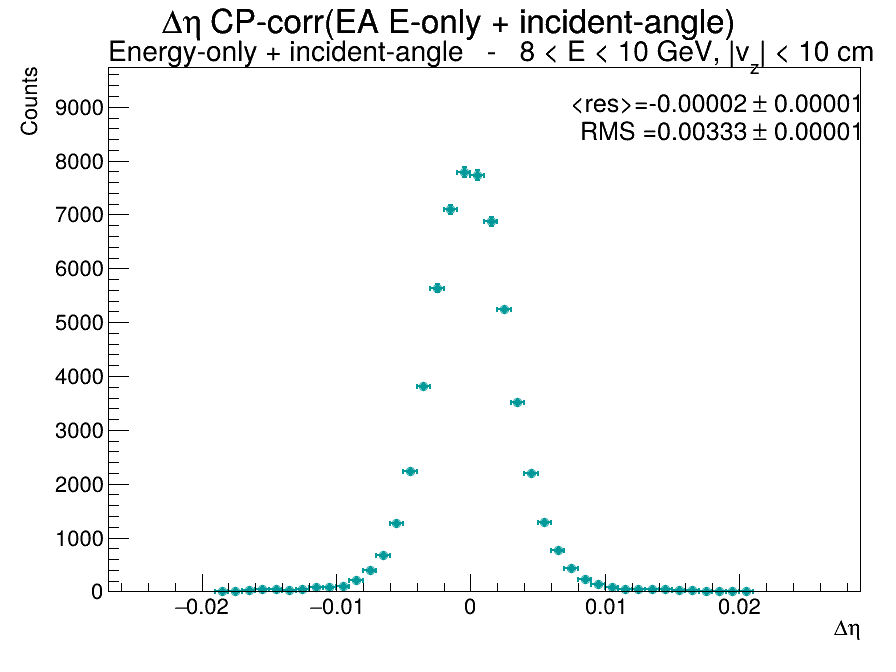 Δη CP-corr(EA E-only + incident-angle)
Energy-only + incident-angle - 8 < E < 10 GeV, |v_z| < 10 cm
Counts
<res>=-0.00002 ± 0.00001
RMS =0.00333 ± 0.00001
9000
8000
7000
6000
5000
4000
3000
2000
1000
0
−0.02 −0.01 0 0.01 0.02
Δη